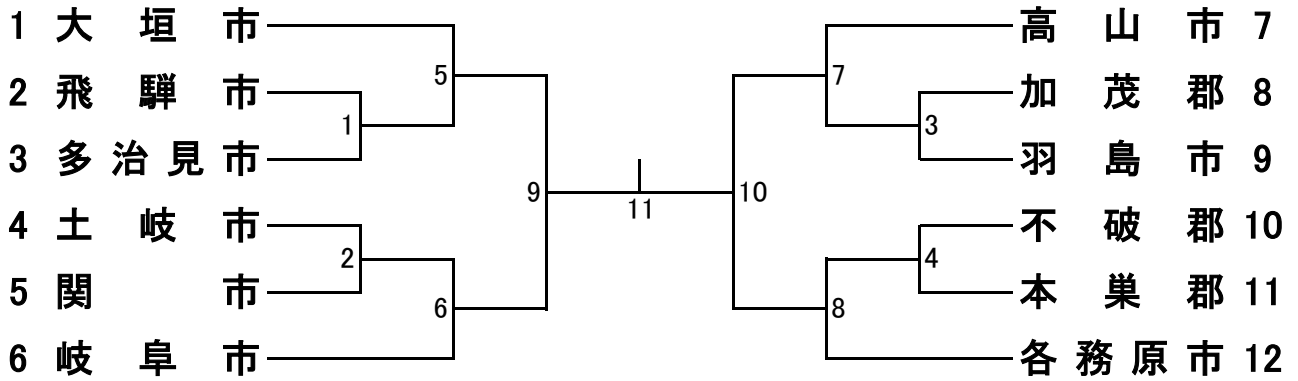 1 大垣市
2 飛騨市
3 多治見市
4 土岐市
5 関市
6 岐阜市
5
1
2
6
9
11
10
7
3
4
8
高山市 7
加茂郡 8
羽島市 9
不破郡 10
本巣郡 11
各務原市 12